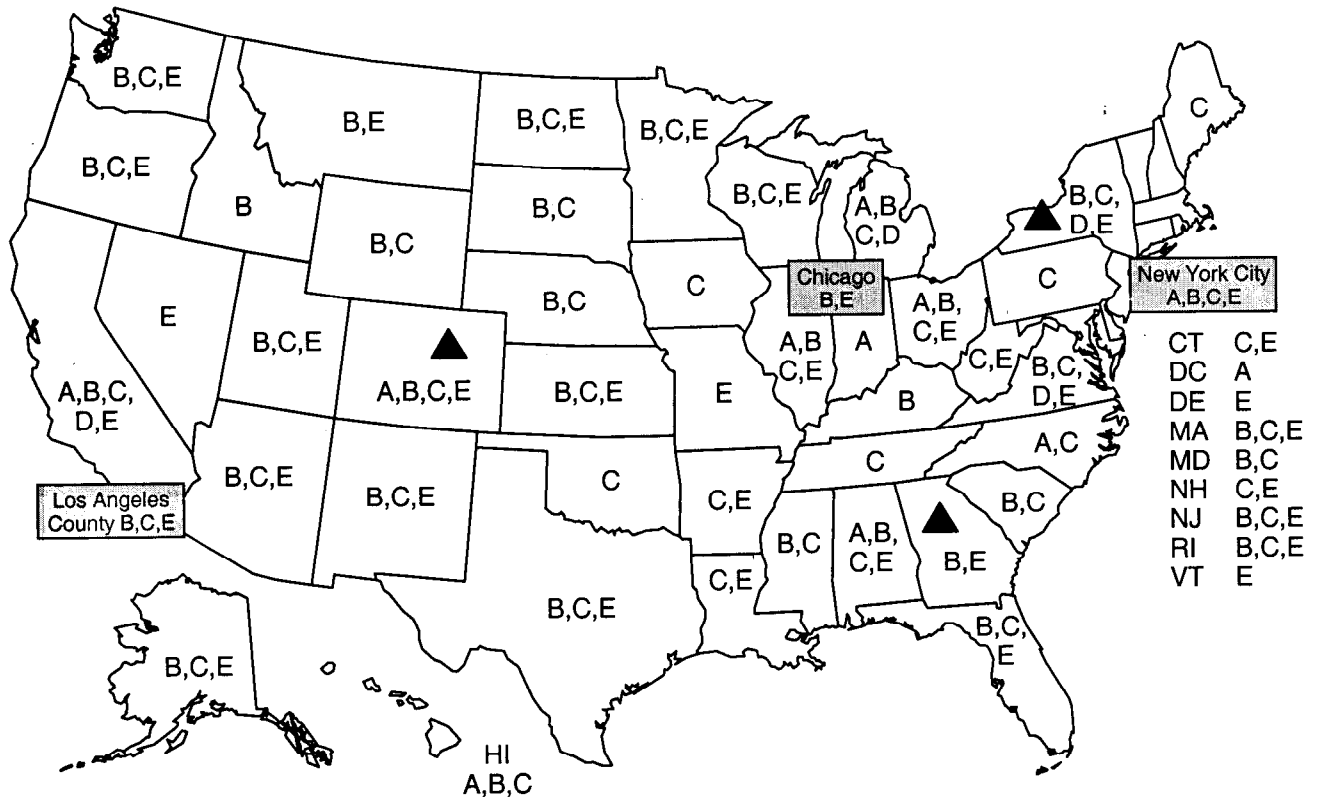 B,C,E
B,E
B,C,E
B,C,E
C
B,C,E
B
B,C
B,C
B,C,E
A,B
C,D
B,C,
D,E
E
B,C,E
A,B,C,E
B,C
C
Chicago
B,E
C
New York City
A,B,C,E
A,B,C,
D,E
B,C,E
E
A,B
C,E
A
A,B,
C,E
C,E
B,C,
D,E
B
CT C,E
DC A
DE E
MA B,C,E
MD B,C
NH C,E
NJ B,C,E
RI B,C,E
VT E
Los Angeles
County B,C,E
B,C,E
B,C,E
C
C,E
C
A,C
B,C
B,C
A,B,
C,E
B,E
B,C,E
C,E
B,C,
E
B,C,E
HI
A,B,C